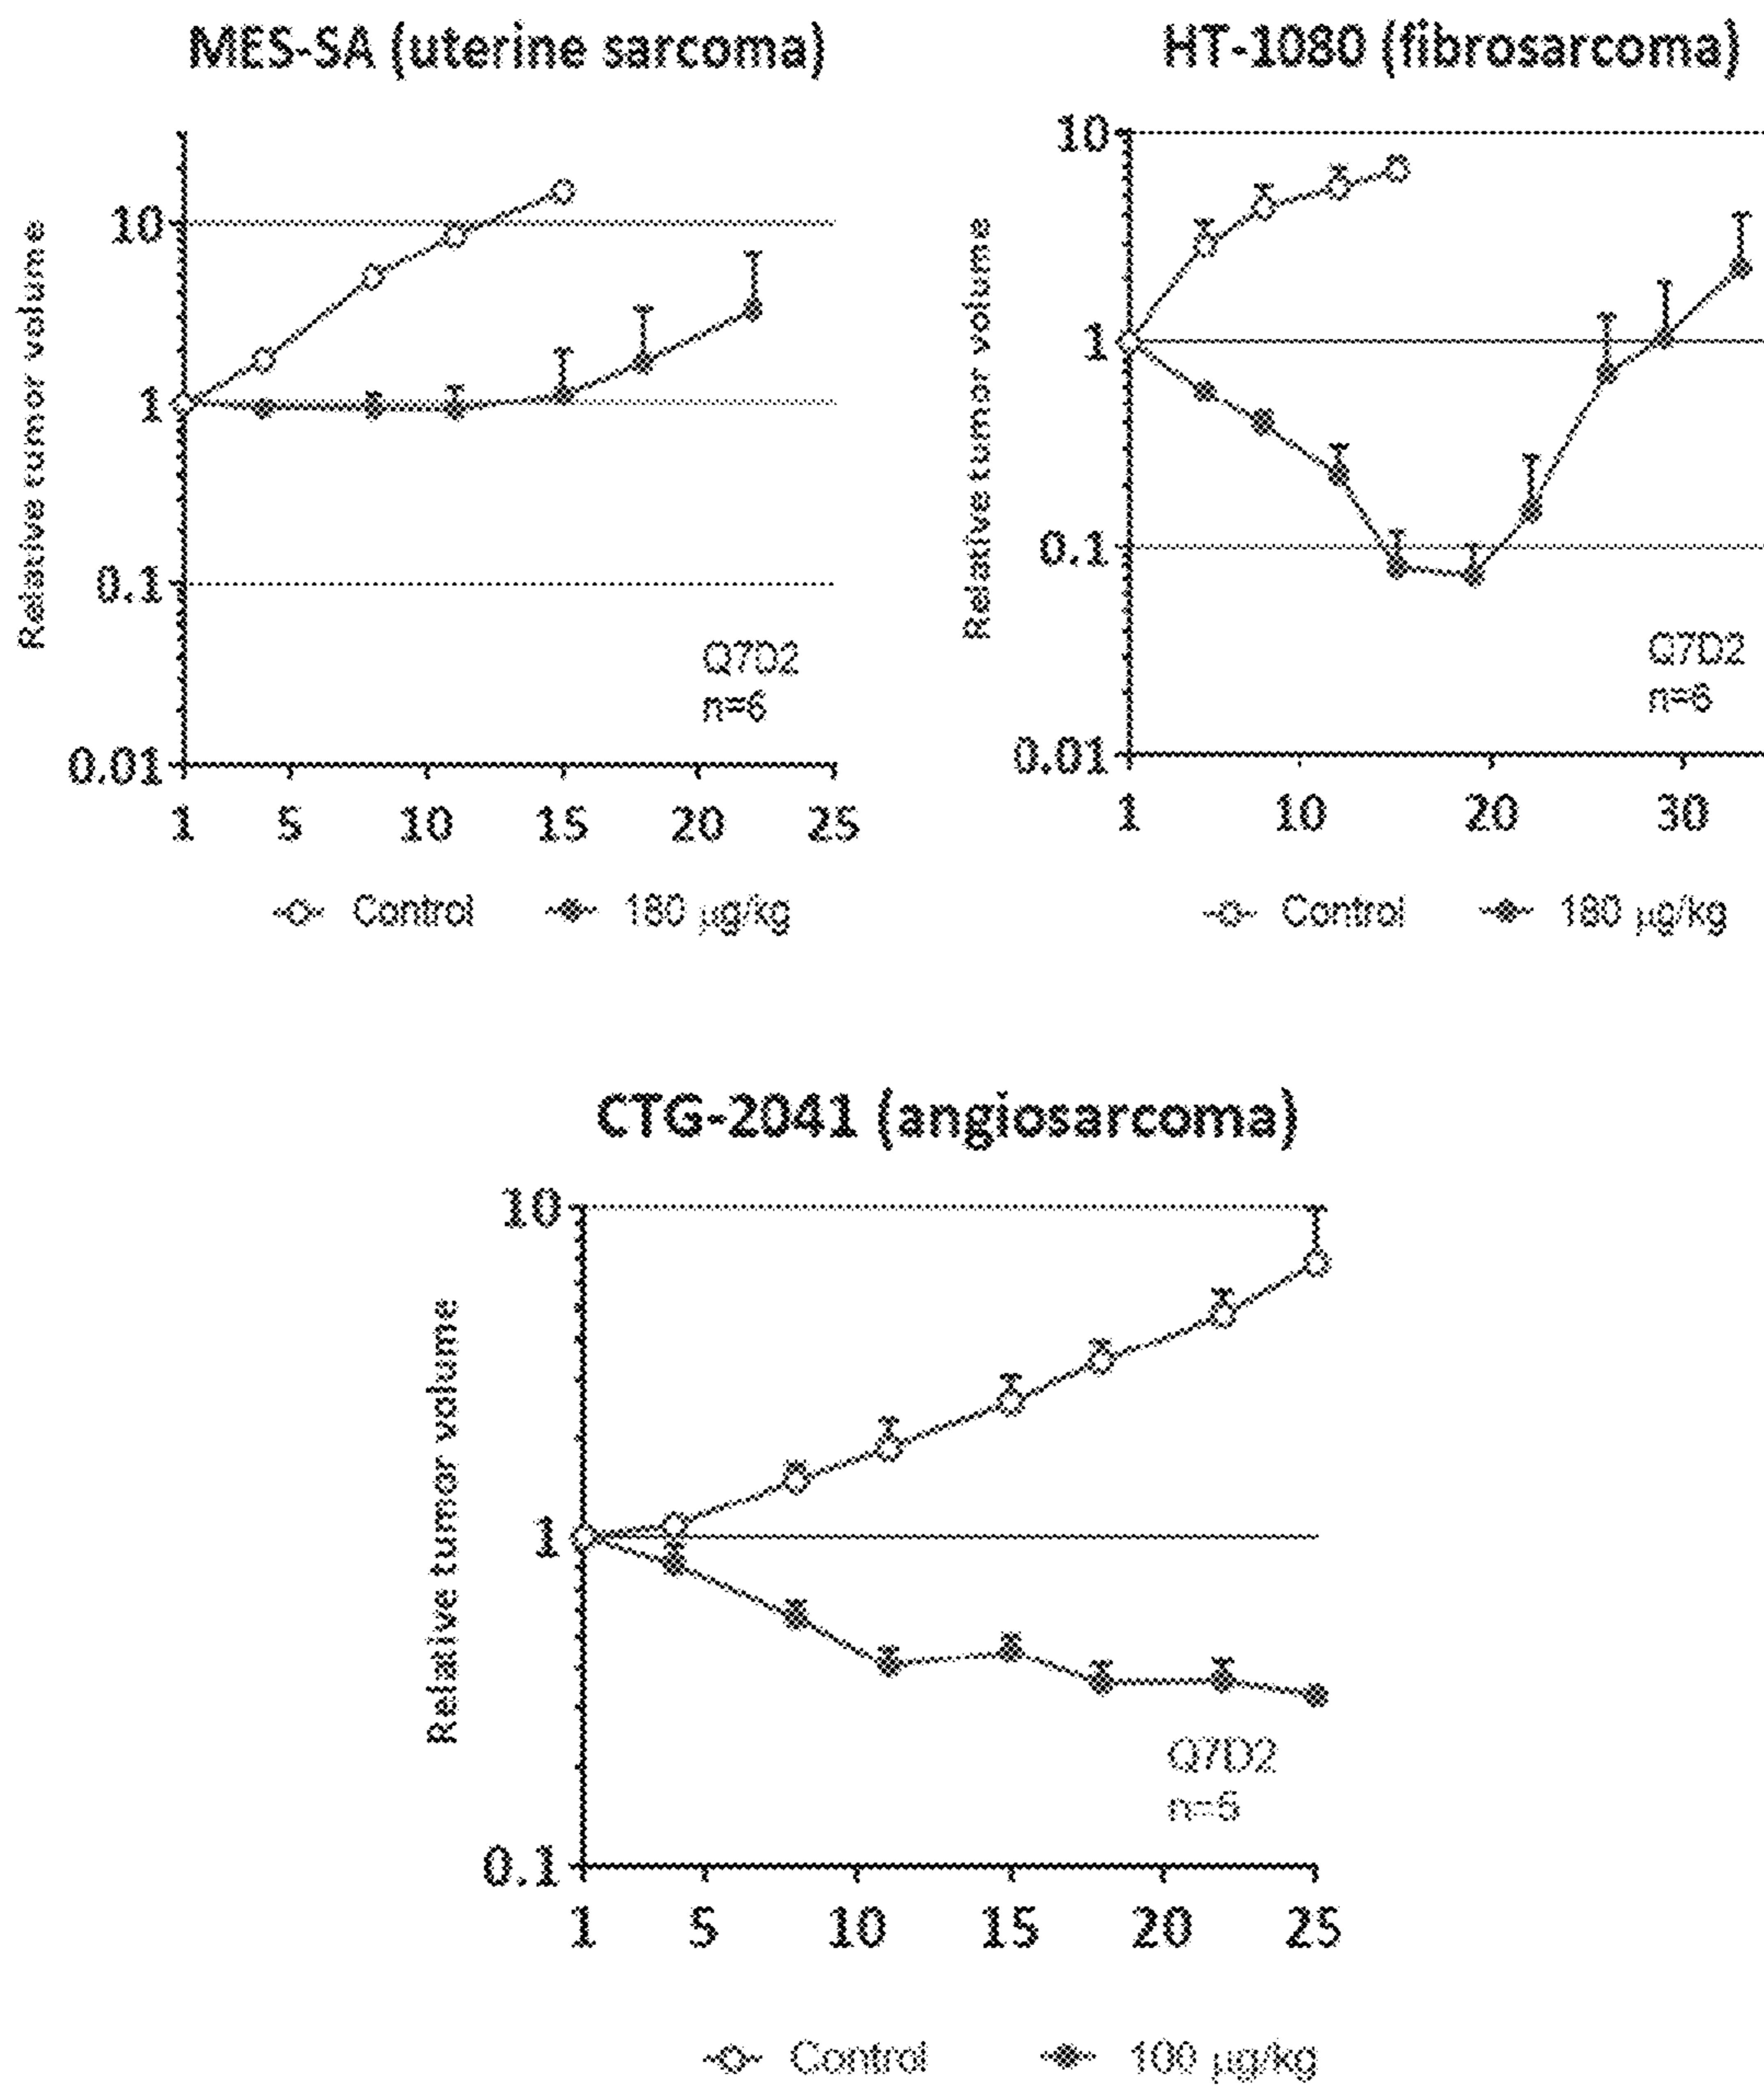 MES-SA (uterine sarcoma)
Relative tumor volume
10
1
0.1
0.01
1 5 10 15 20 25
Q7D2
n=6
Control 180 µg/kg
HT-1080 (fibrosarcoma)
Relative tumor volume
10
1
0.1
0.01
1 10 20 30
Q7D2
n=6
Control 180 µg/kg
CTG-2041 (angiosarcoma)
Relative tumor volume
10
1
0.1
1 5 10 15 20 25
Q7D2
n=5
Control 100 µg/kg